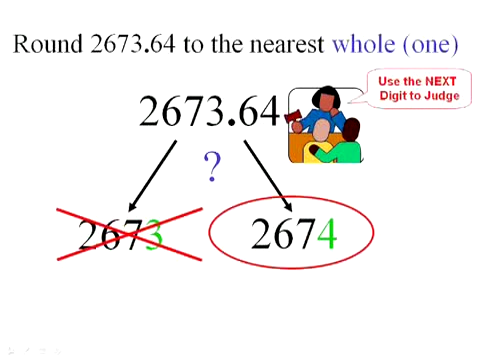 Round 2673.64 to the nearest whole (one)
Use the NEXT
Digit to Judge
2673.64
?
2673
2674